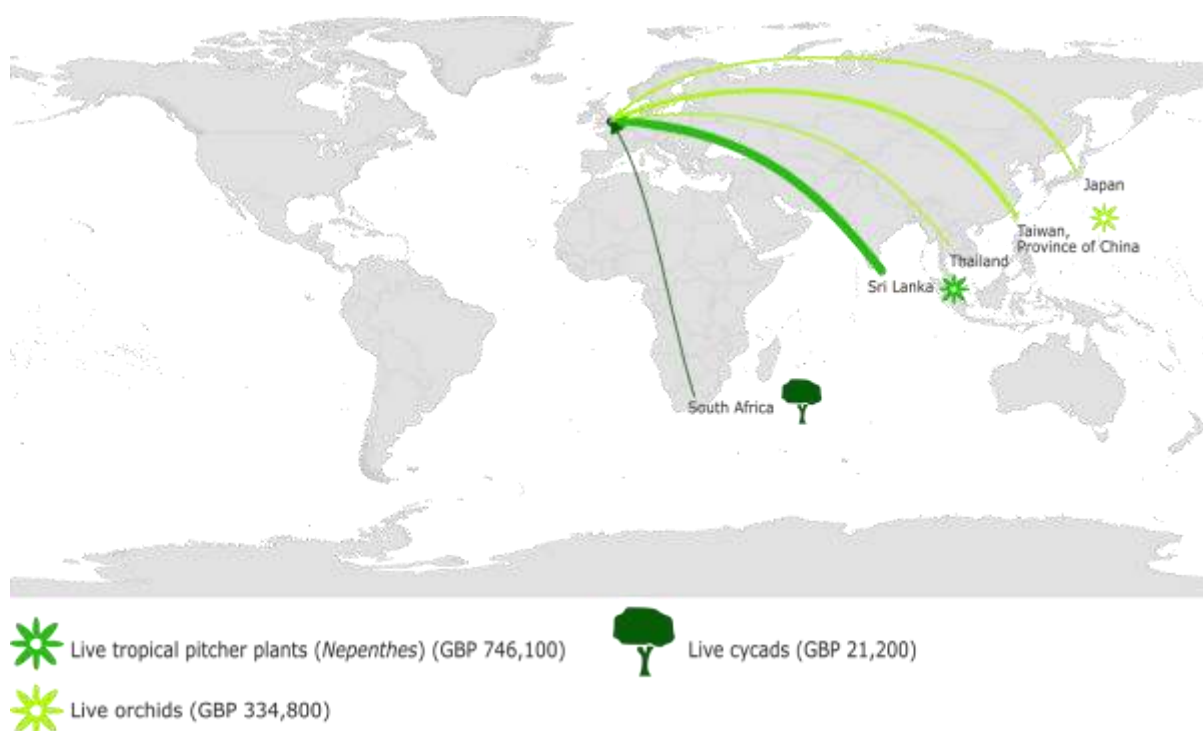 Japan
Taiwan,
Province of China
Thailand
Sri Lanka
South Africa
Live tropical pitcher plants (Nepenthes) (GBP 746,100)
Live cycads (GBP 21,200)
Live orchids (GBP 334,800)